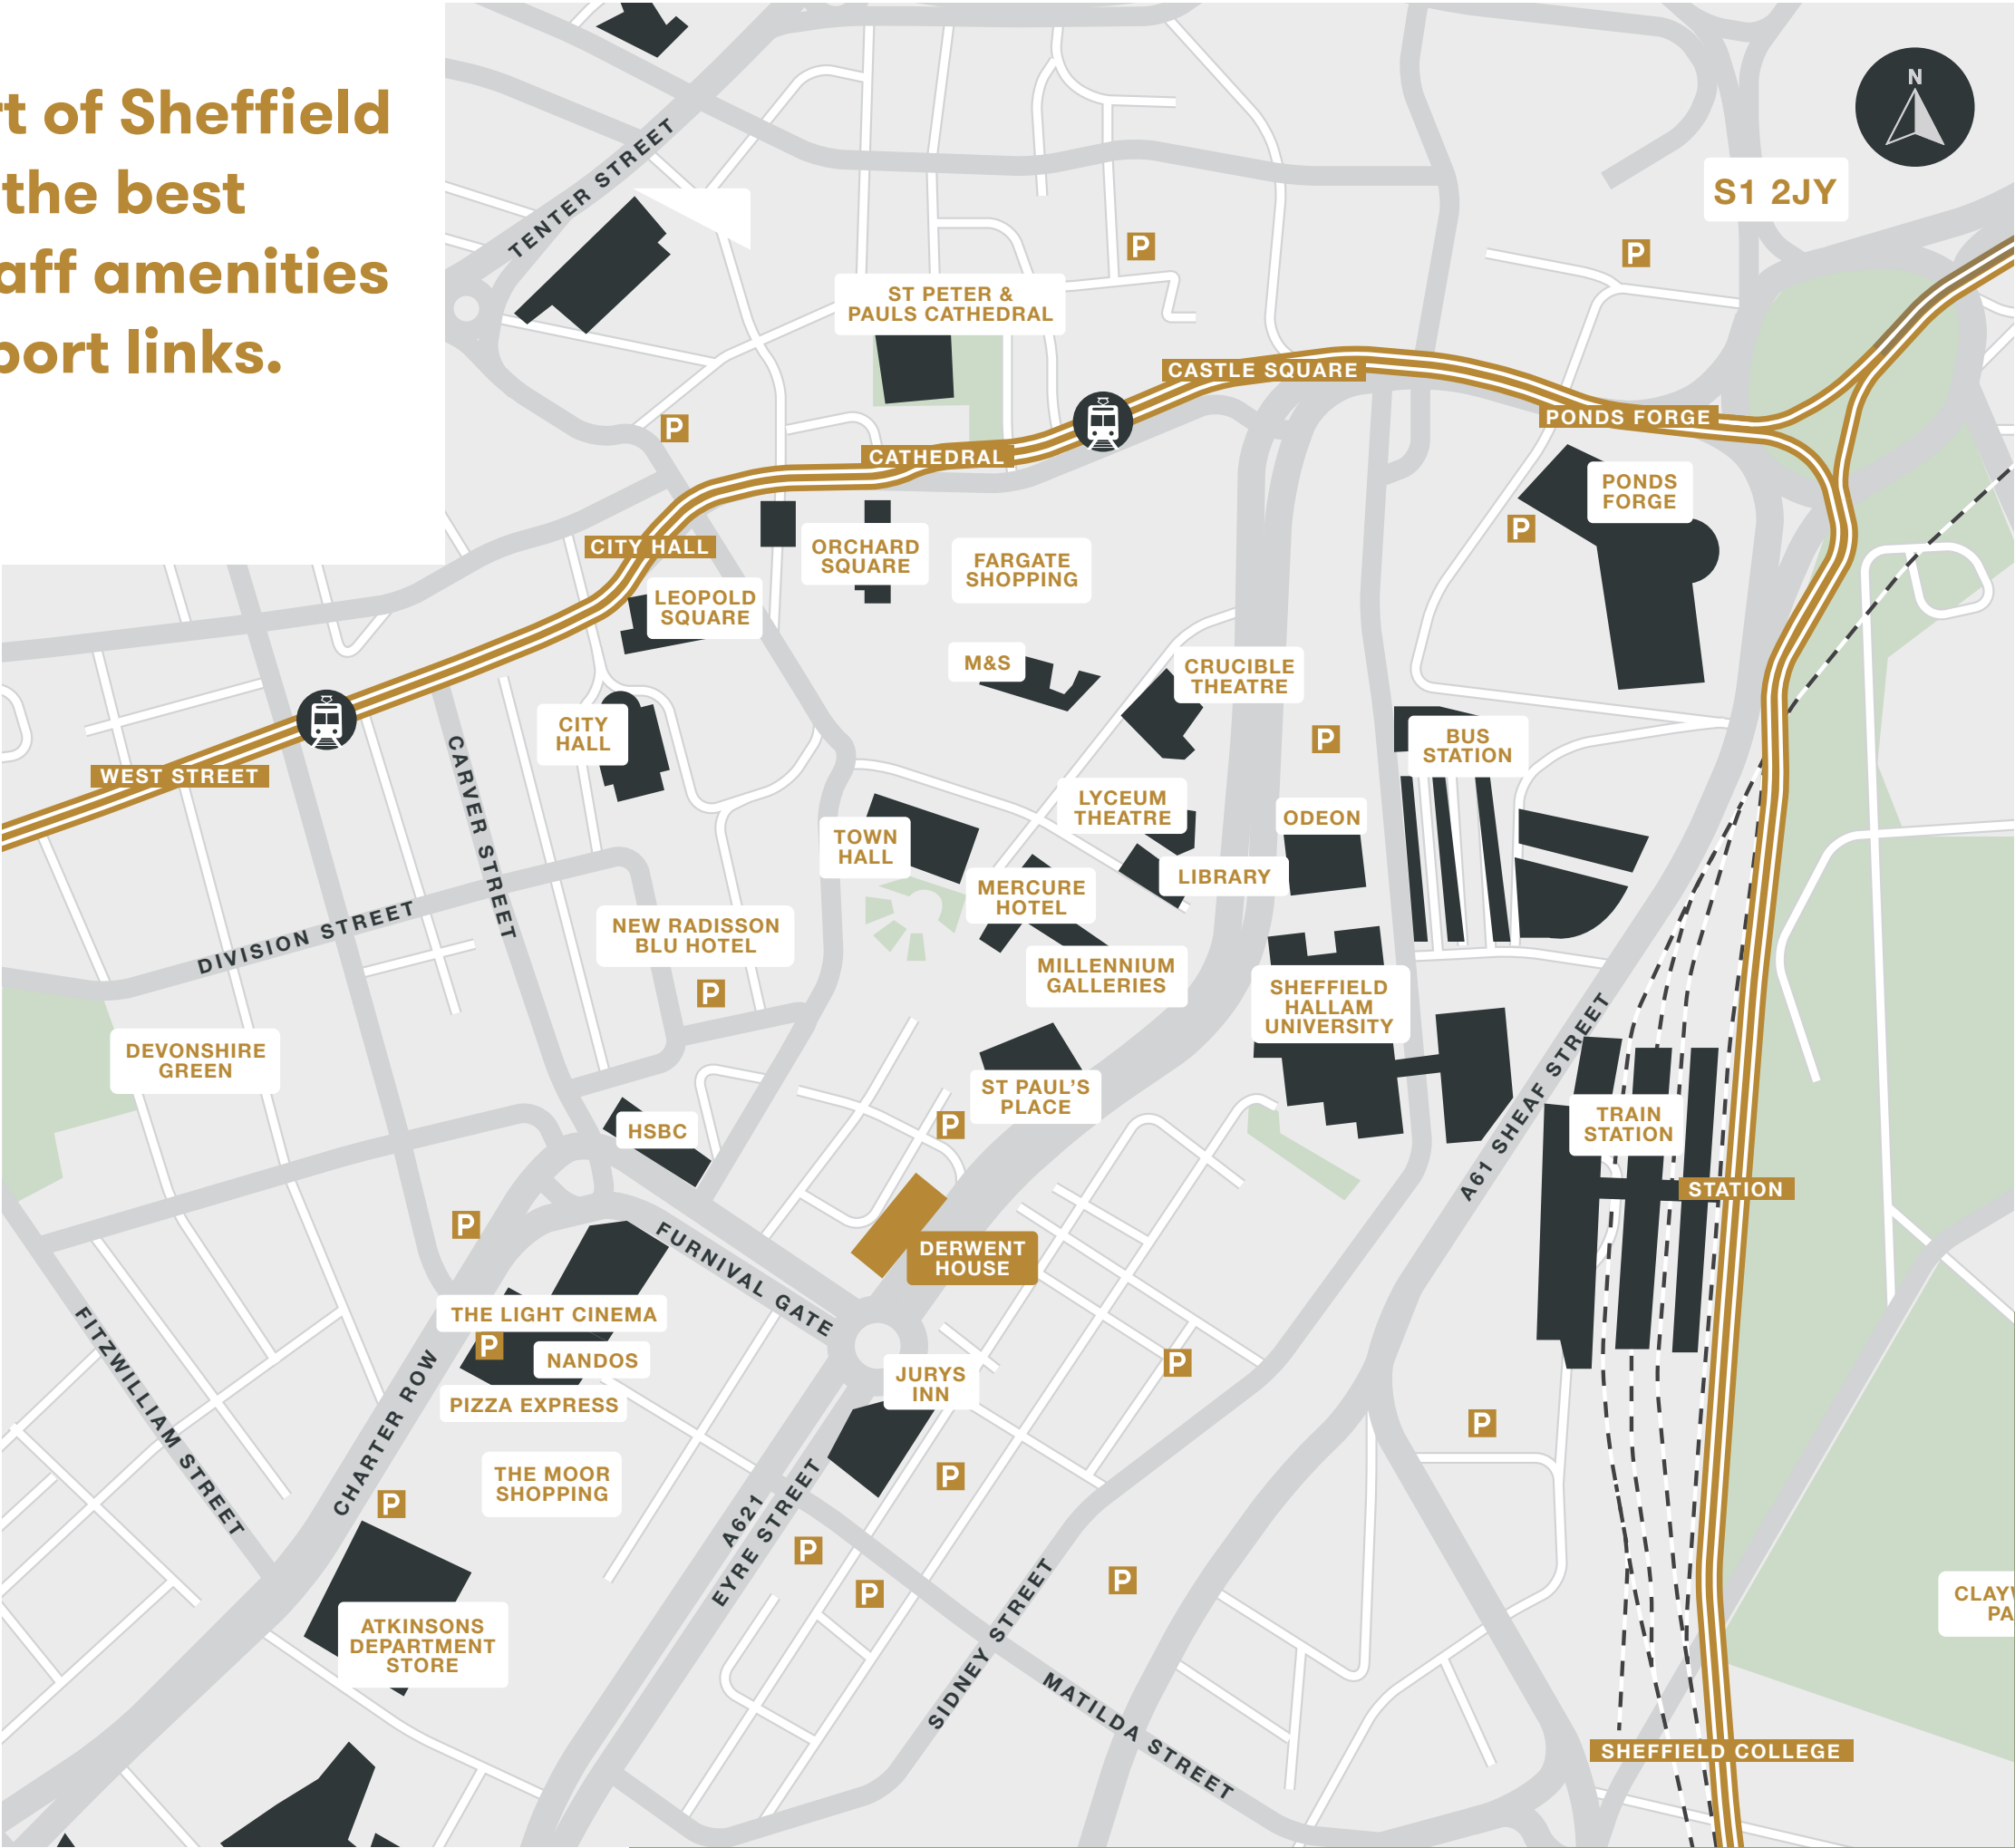 rt of Sheffield
the best
aff amenities
port links.
N
S1 2JY
TENTER STREET
P
P
ST PETER &
PAULS CATHEDRAL
CASTLE SQUARE
PONDS FORGE
P
CATHEDRAL
PONDS
FORGE
P
CITY HALL
ORCHARD
SQUARE
FARGATE
SHOPPING
LEOPOLD
SQUARE
M&S
CRUCIBLE
THEATRE
CITY
HALL
P
BUS
STATION
WEST STREET
CARVER STREET
LYCEUM
THEATRE
ODEON
TOWN
HALL
LIBRARY
MERCURE
HOTEL
DIVISION STREET
NEW RADISSON
BLU HOTEL
MILLENNIUM
GALLERIES
P
SHEFFIELD
HALLAM
UNIVERSITY
DEVONSHIRE
GREEN
A61 SHEAF STREET
ST PAUL'S
PLACE
P
HSBC
TRAIN
STATION
STATION
P
FURNIVAL GATE
DERWENT
HOUSE
THE LIGHT CINEMA
P
NANDOS
PIZZA EXPRESS
JURYS
INN
P
FITZWILLIAM STREET
CHARTER ROW
P
THE MOOR
SHOPPING
P
P
A621
EYRE STREET
P
P
P
SIDNEY STREET
ATKINSONS
DEPARTMENT
STORE
MATILDA STREET
CLAY
PA
SHEFFIELD COLLEGE